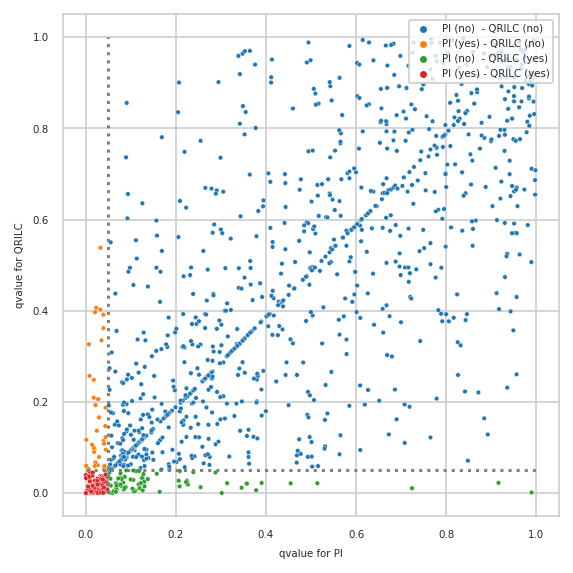 PI (no) - QRILC (no)
PI (yes) - QRILC (no)
PI (no) - QRILC (yes)
PI (yes) - QRILC (yes)
1.0
0.8
0.6
0.4
0.2
0.0
qvalue for QRILC
0.0 0.2 0.4 0.6 0.8 1.0
qvalue for PI